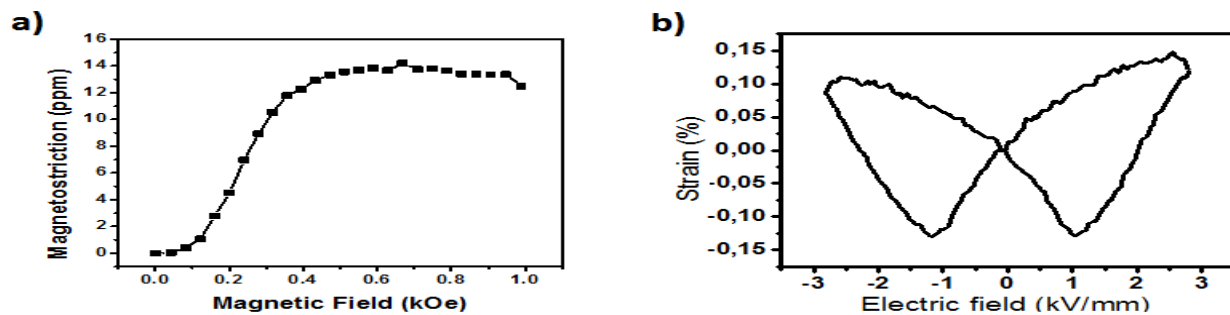 a)
16
14
12
10
8
6
4
2
0
Magnetostriction (ppm)
0.0 0.2 0.4 0.6 0.8 1.0
Magnetic Field (kOe)
b)
0,15
0,10
0,05
0,00
-0,05
-0,10
-0,15
Strain (%)
-3 -2 -1 0 1 2 3
Electric field (kV/mm)